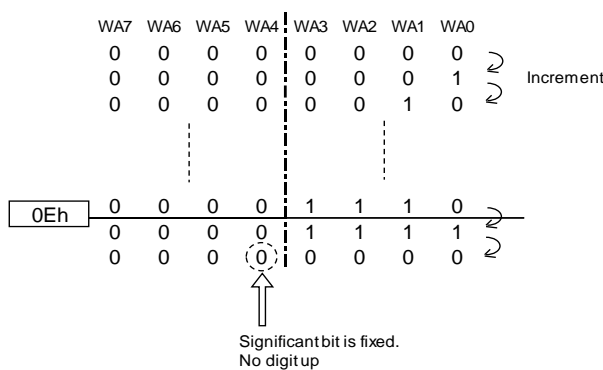 WA7 WA6 WA5 WA4 WA3 WA2 WA1 WA0
0 0 0 0 0 0 0 0
0 0 0 0 0 0 0 1 Increment
0 0 0 0 0 0 1 0
0Eh 0 0 0 0 1 1 1 0
0 0 0 0 1 1 1 1
0 0 0 0 0 0 0 0
Significant bit is fixed.
No digit up